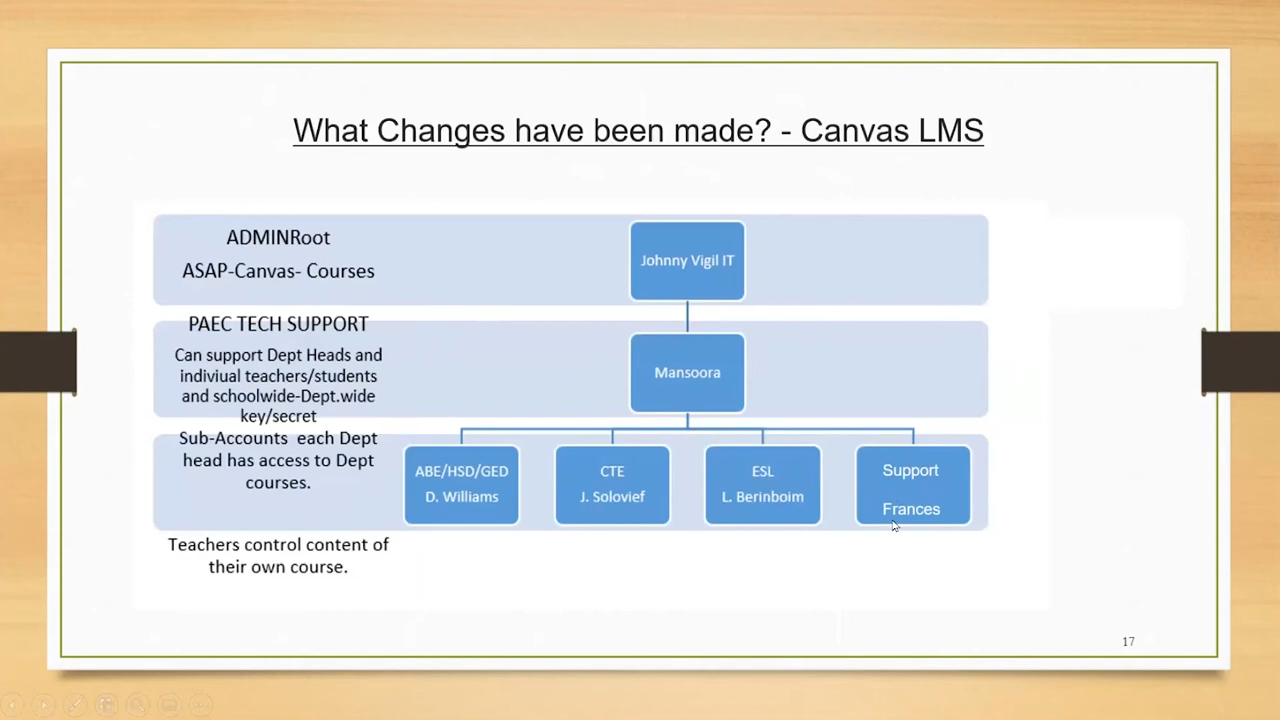 What Changes have been made? - Canvas LMS
ADMINRoot
ASAP-Canvas- Courses
Johnny Vigil IT
PAEC TECH SUPPORT
Can support Dept Heads and
indiviual teachers/students
and schoolwide-Dept.wide
key/secret
Mansoora
Sub-Accounts each Dept
head has access to Dept
courses.
ABE/HSD/GED
D. Williams
CTE
J. Solovief
ESL
L. Berinboim
Support
Frances
Teachers control content of
their own course.
17